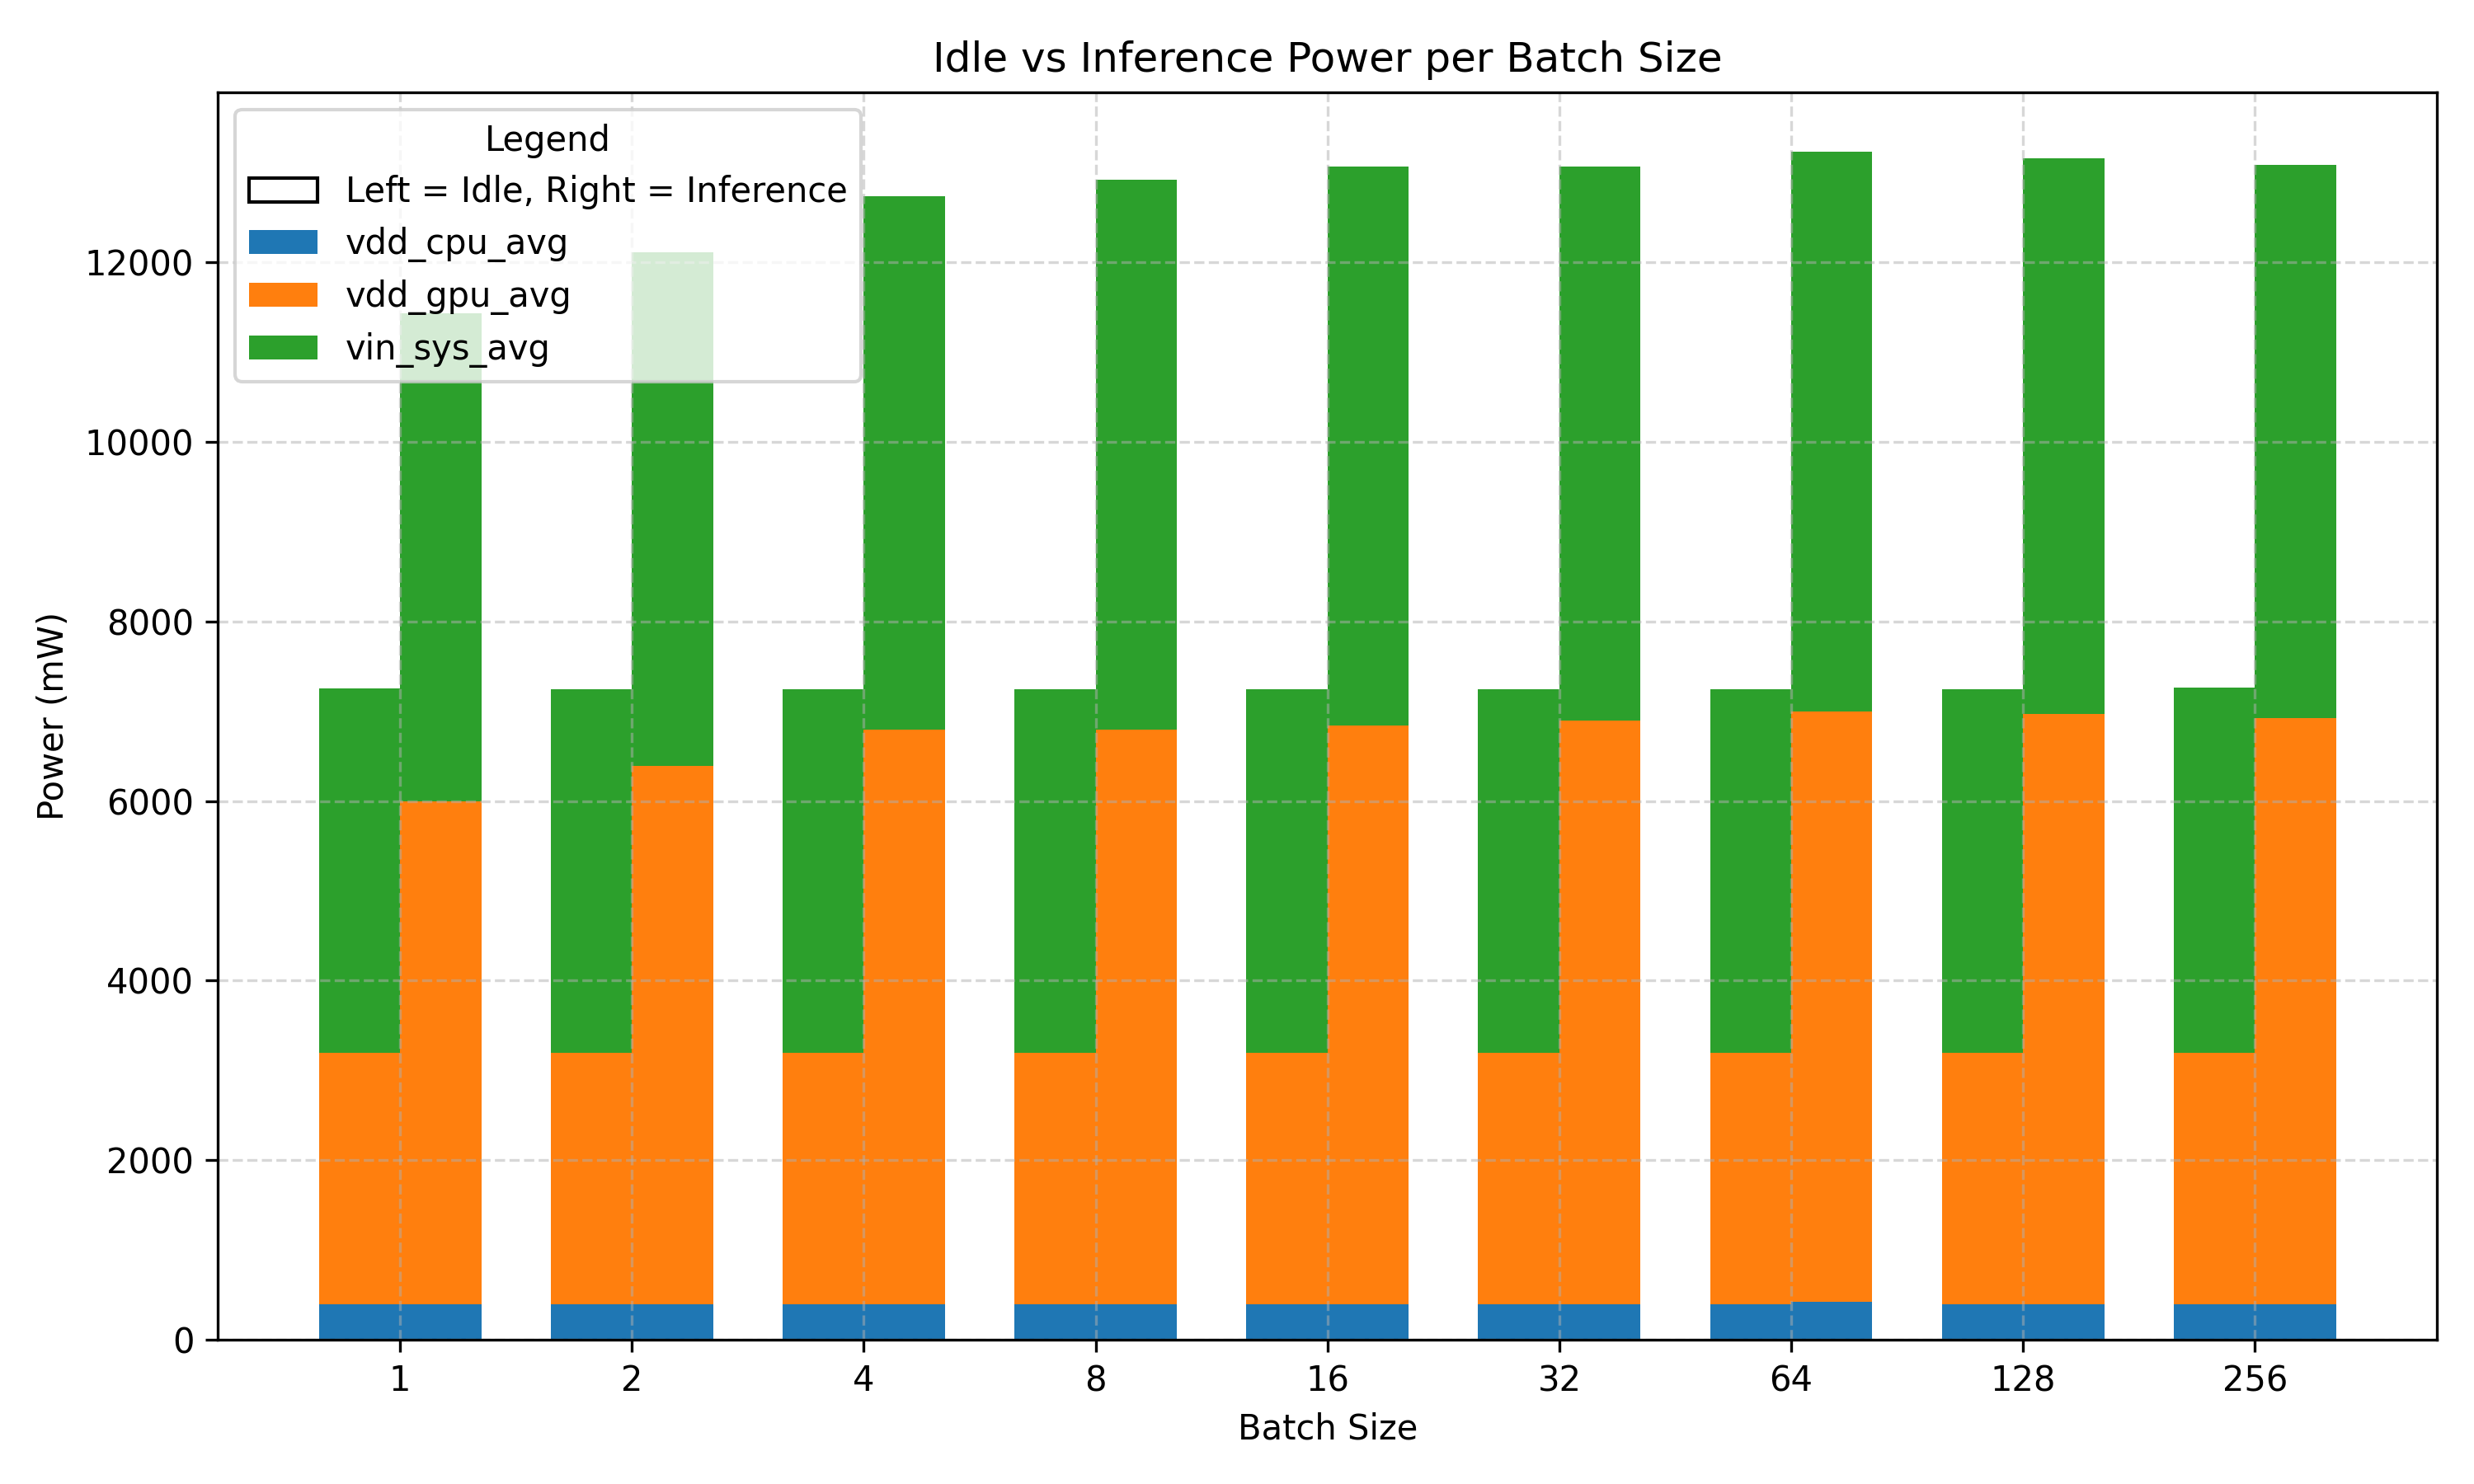 Idle vs Inference Power per Batch Size
Legend
Left = Idle, Right = Inference
vdd_cpu_avg
vdd_gpu_avg
vin_sys_avg
12000
10000
8000
6000
4000
2000
0
Power (mW)
1 2 4 8 16 32 64 128 256
Batch Size